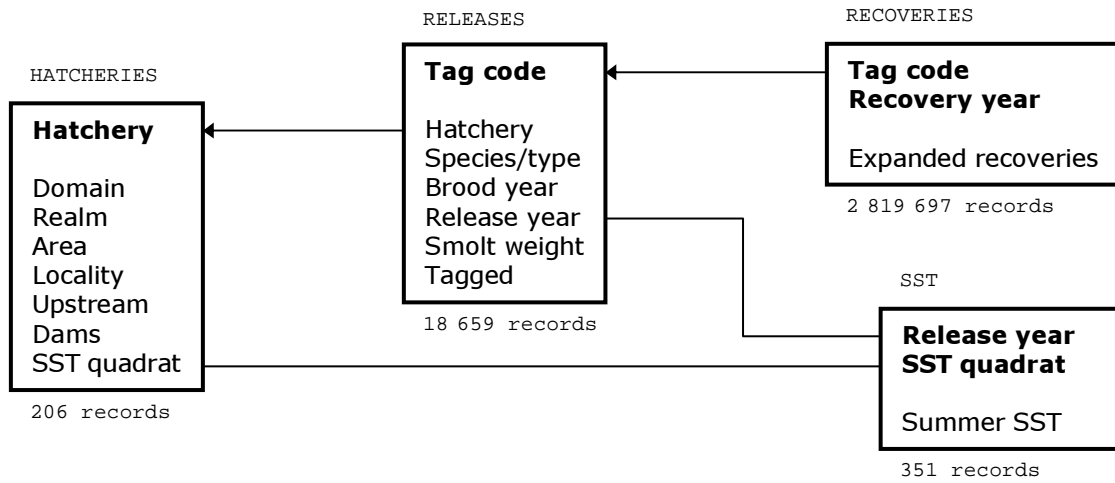 HATCHERIES
Hatchery
Domain
Realm
Area
Locality
Upstream
Dams
SST quadrat
206 records
RELEASES
Tag code
Hatchery
Species/type
Brood year
Release year
Smolt weight
Tagged
18 659 records
RECOVERIES
Tag code
Recovery year
Expanded recoveries
2 819 697 records
SST
Release year
SST quadrat
Summer SST
351 records